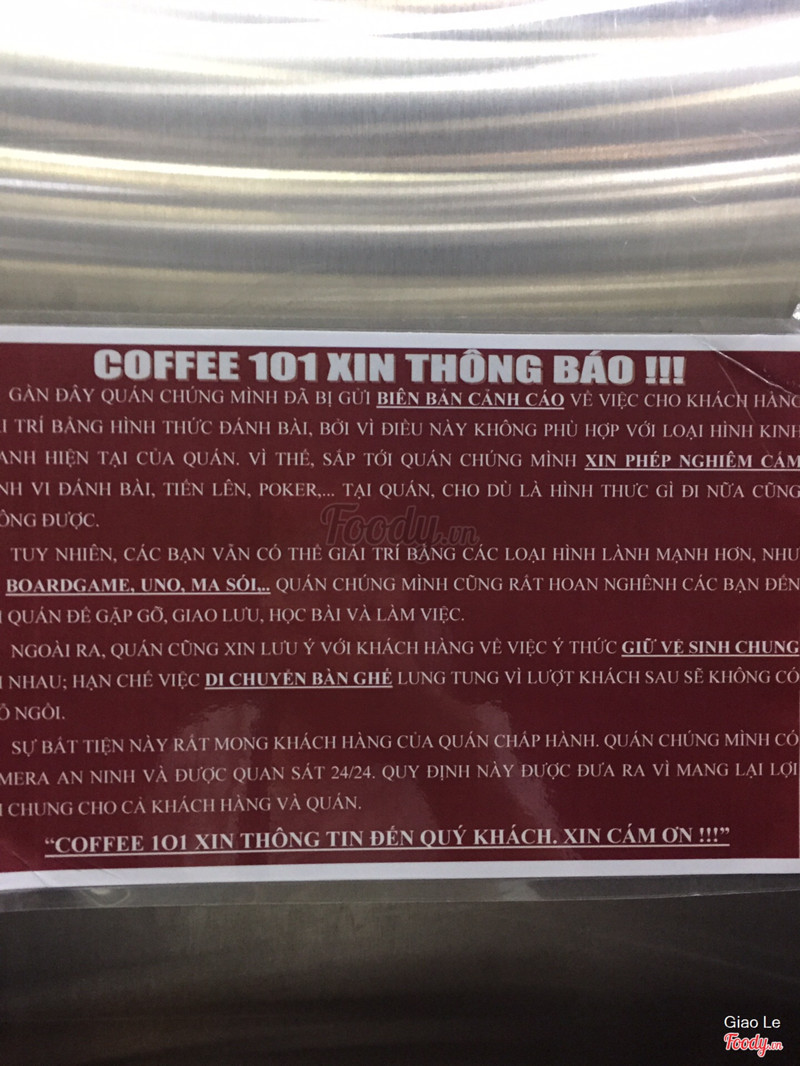 COFFEE 101 XIN THÔNG BÁO !!!
GẦN ĐÂY QUÁN CHÚNG MÌNH ĐÃ BỊ GỬI BIÊN BẢN CẢNH CÁO VỀ VIỆC CHO KHÁCH HÀNG
ẢI TRÍ BẰNG HÌNH THỨC ĐÁNH BÀI, BỞI VÌ ĐIỀU NÀY KHÔNG PHÙ HỢP VỚI LOẠI HÌNH KINH
ANH HIỆN TẠI CỦA QUÁN. VÌ THẾ, SẮP TỚI QUÁN CHÚNG MÌNH XIN PHÉP NGHIÊM CẤM
NH VI ĐÁNH BÀI, TIẾN LÊN, POKER,... TẠI QUÁN, CHO DÙ LÀ HÌNH THƯC GÌ ĐI NỮA CŨNG
ÔNG ĐƯỢC.
Foody.vn
TUY NHIÊN, CÁC BẠN VẪN CÓ THỂ GIẢI TRÍ BẰNG CÁC LOẠI HÌNH LÀNH MẠNH HƠN, NHƯ
BOARDGAME, UNO, MA SÓI,.. QUÁN CHÚNG MÌNH CŨNG RẤT HOAN NGHÊNH CÁC BẠN ĐẾN
I QUÁN ĐỂ GẶP GỠ, GIAO LƯU, HỌC BÀI VÀ LÀM VIỆC.
NGOÀI RA, QUÁN CŨNG XIN LƯU Ý VỚI KHÁCH HÀNG VỀ VIỆC Ý THỨC GIỮ VỆ SINH CHUNG
I NHAU; HẠN CHẾ VIỆC DI CHUYỂN BÀN GHẾ LUNG TUNG VÌ LƯỢT KHÁCH SAU SẼ KHÔNG CÓ
Ỗ NGỒI.
SỰ BẤT TIỆN NÀY RẤT MONG KHÁCH HÀNG CỦA QUÁN CHẤP HÀNH. QUÁN CHÚNG MÌNH CÓ
MERA AN NINH VÀ ĐƯỢC QUAN SÁT 24/24. QUY ĐỊNH NÀY ĐƯỢC ĐƯA RA VÌ MANG LẠI LỢI
H CHUNG CHO CẢ KHÁCH HÀNG VÀ QUÁN.
“COFFEE 1O1 XIN THÔNG TIN ĐẾN QUÝ KHÁCH. XIN CÁM ƠN !!!”
Giao Le
Foody.vn